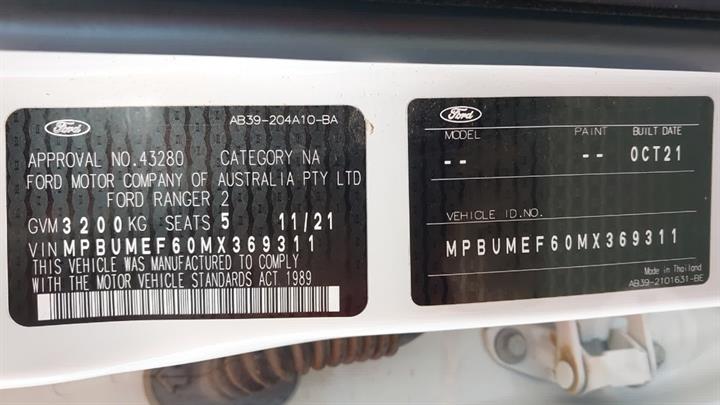 Ford
AB39-204A10-BA
APPROVAL NO.43280 CATEGORY NA
FORD MOTOR COMPANY OF AUSTRALIA PTY LTD
FORD RANGER 2
GVM 3200KG SEATS 5 11/21
VIN MPBUMEF60MX369311
THIS VEHICLE WAS MANUFACTURED TO COMPLY
WITH THE MOTOR VEHICLE STANDARDS ACT 1989
Ford
MODEL PAINT BUILT DATE
-- -- OCT21
VEHICLE ID.NO.
MPBUMEF60MX369311
Made in Thailand
AB39-2101631-BE